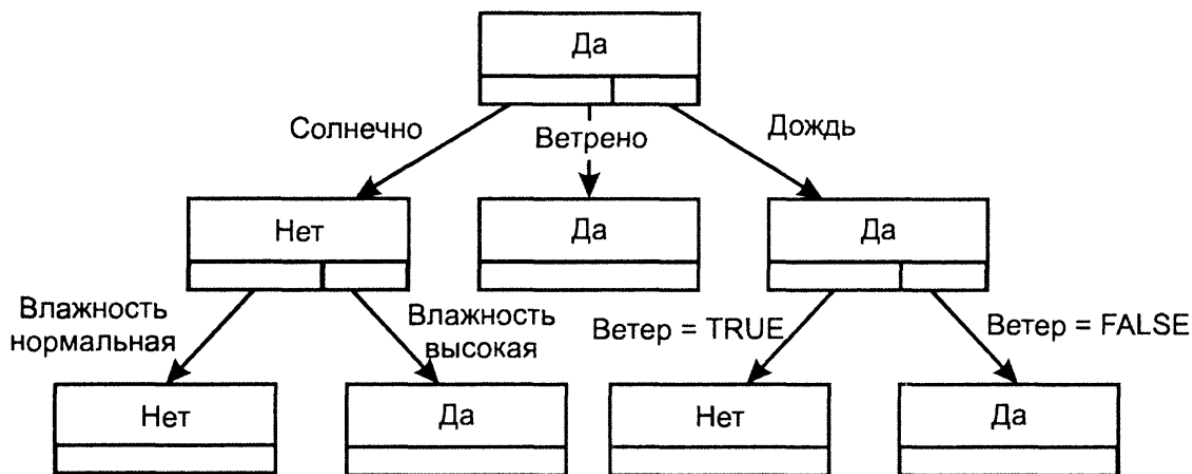 Да
Солнечно
Ветрено
Дождь
Нет
Да
Да
Влажность
нормальная
Влажность
высокая
Ветер = TRUE
Ветер = FALSE
Нет
Да
Нет
Да